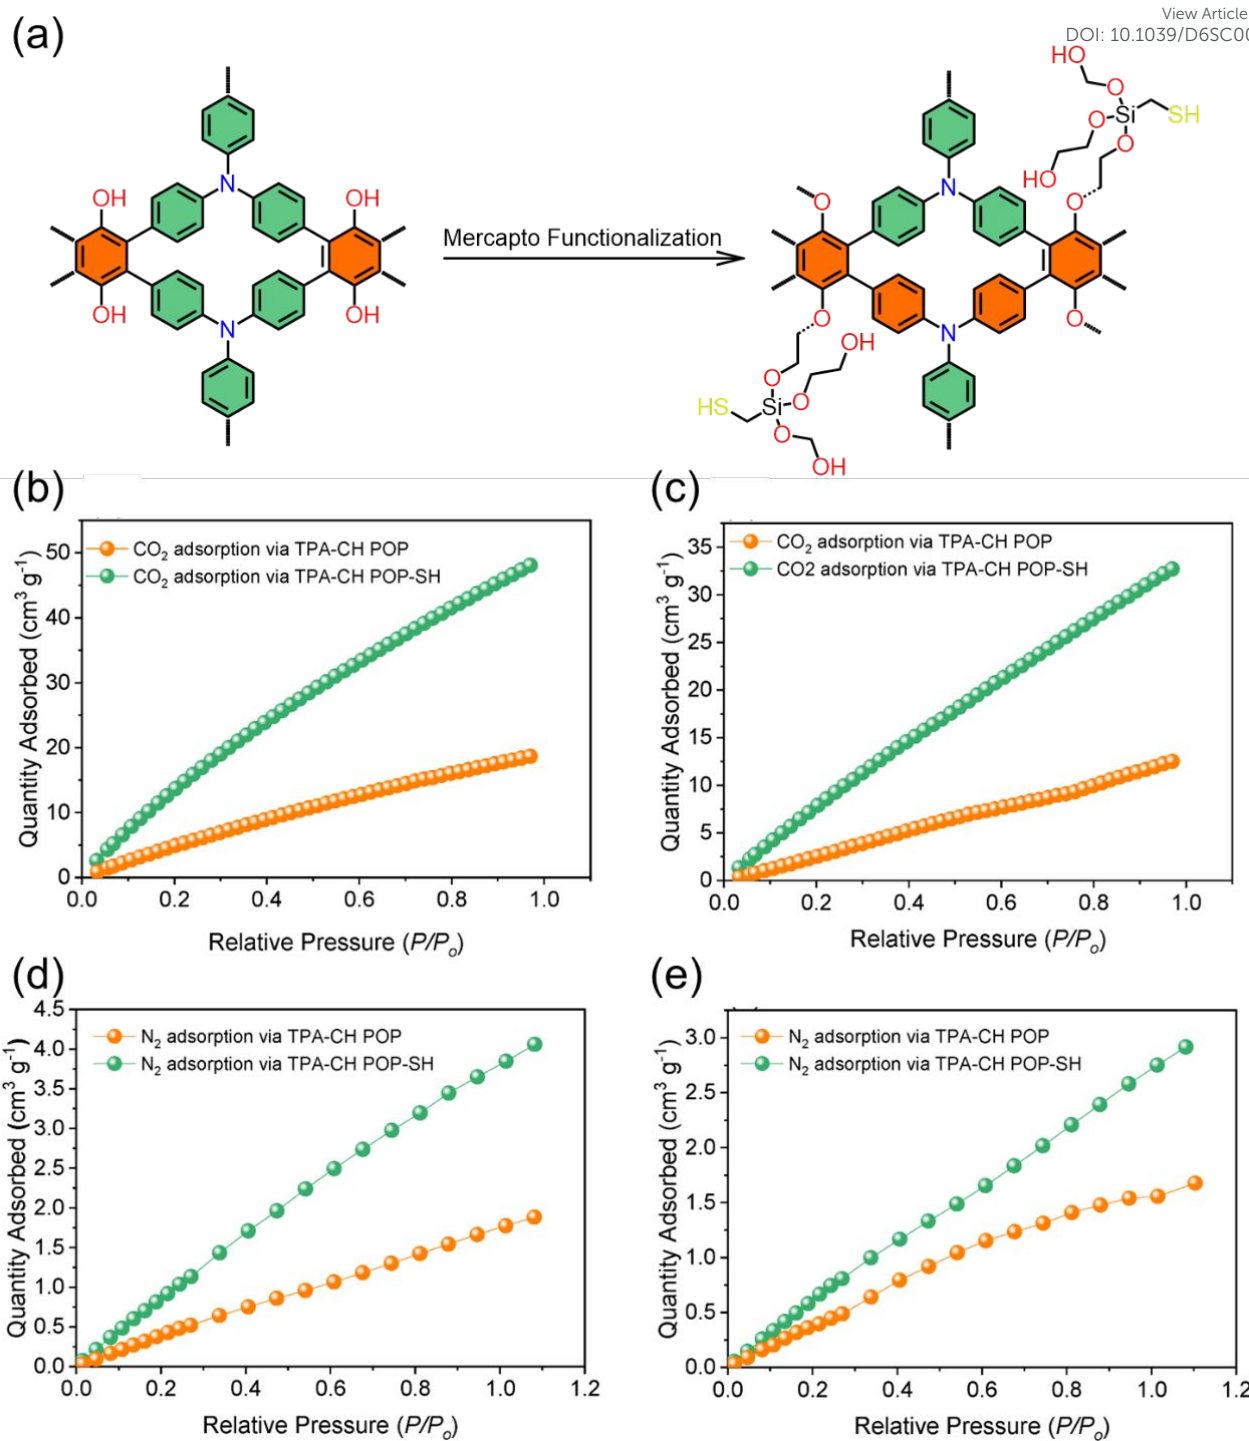 View Article
DOI: 10.1039/D6SC00
(a)
OH
OH
OH
OH
N
N
Mercapto Functionalization
HO
O
Si
SH
O
O
HO
O
O
N
N
O
O
OH
O
HS
Si
O
O
OH
(b)
CO2 adsorption via TPA-CH POP
CO2 adsorption via TPA-CH POP-SH
Quantity Adsorbed (cm3 g-1)
50
40
30
20
10
0
0.0 0.2 0.4 0.6 0.8 1.0
Relative Pressure (P/Po)
(c)
CO2 adsorption via TPA-CH POP
CO2 adsorption via TPA-CH POP-SH
Quantity Adsorbed (cm3 g-1)
35
30
25
20
15
10
5
0
0.0 0.2 0.4 0.6 0.8 1.0
Relative Pressure (P/Po)
(d)
N2 adsorption via TPA-CH POP
N2 adsorption via TPA-CH POP-SH
Quantity Adsorbed (cm3 g-1)
4.5
4.0
3.5
3.0
2.5
2.0
1.5
1.0
0.5
0.0
0.0 0.2 0.4 0.6 0.8 1.0 1.2
Relative Pressure (P/Po)
(e)
N2 adsorption via TPA-CH POP
N2 adsorption via TPA-CH POP-SH
Quantity Adsorbed (cm3 g-1)
3.0
2.5
2.0
1.5
1.0
0.5
0.0
0.0 0.2 0.4 0.6 0.8 1.0 1.2
Relative Pressure (P/Po)